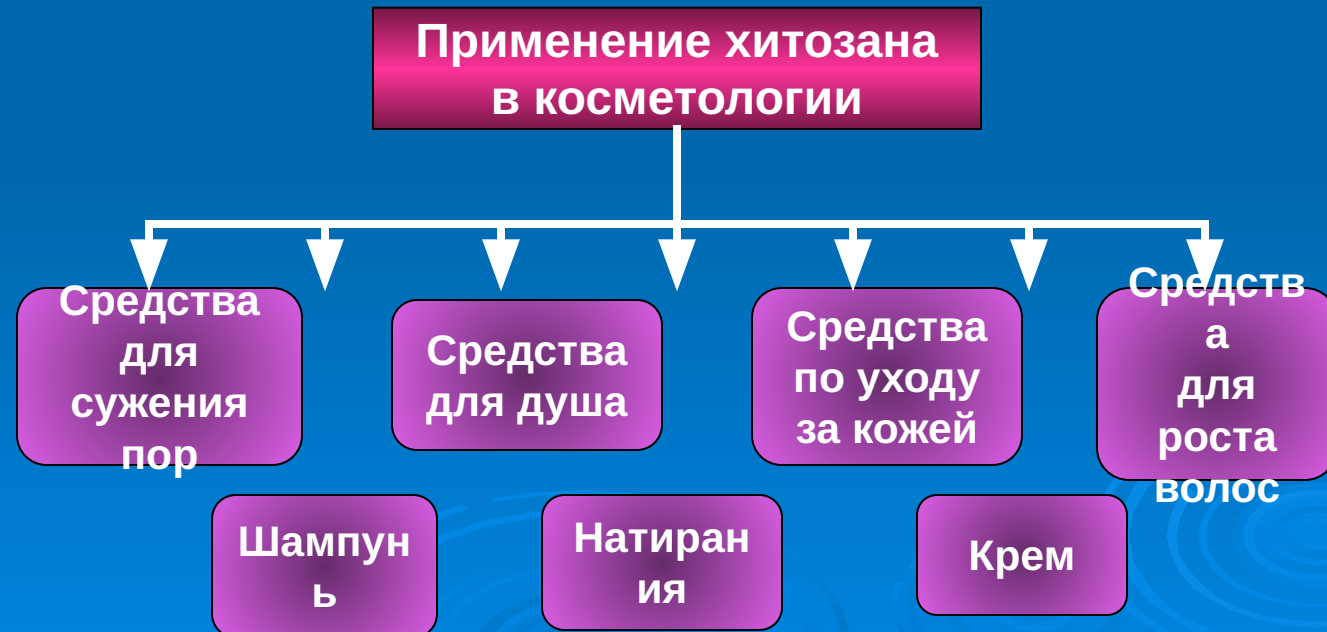 Применение хитозана
в косметологии
Средства
для
сужения
пор
Средства
для душа
Средства
по уходу
за кожей
Средств
а
для
роста
волос
Шампун
ь
Натиран
ия
Крем